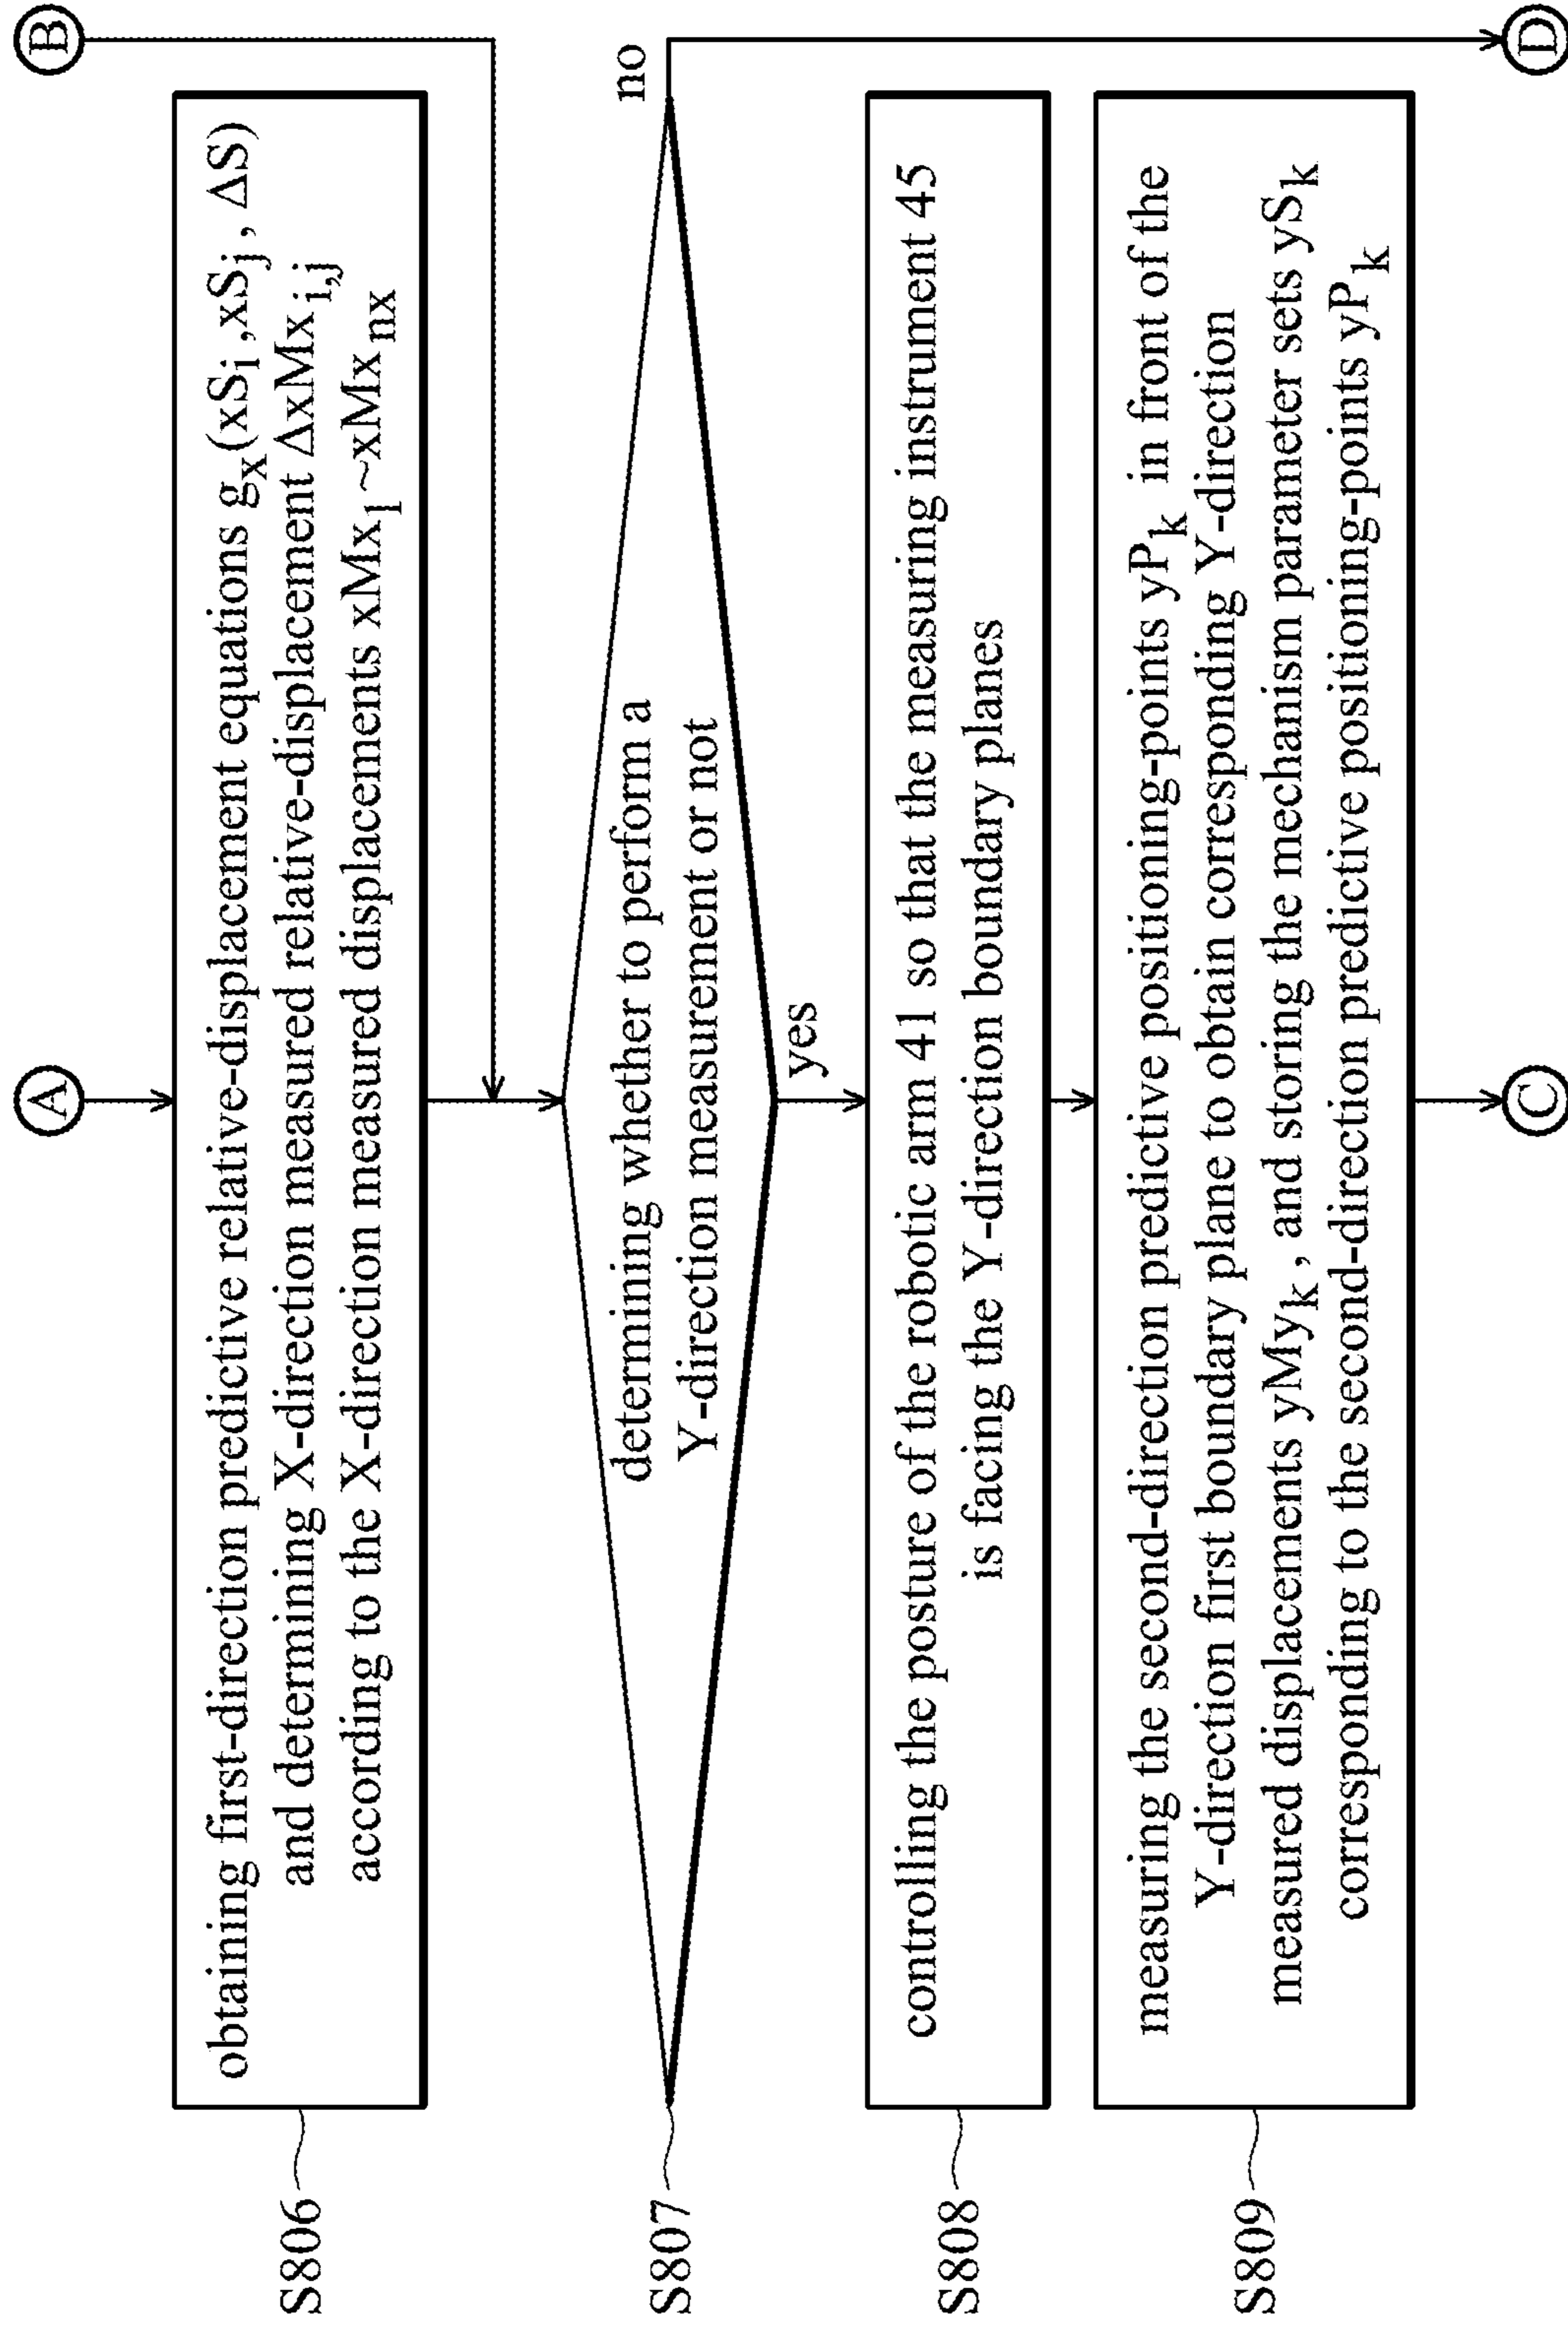 A
B
S806
obtaining first-direction predictive relative-displacement equations gx(xSi,xSj, ΔS)
and determining X-direction measured relative-displacement ΔxMxi,j
according to the X-direction measured displacements xMx1~xMxnx
S807
determining whether to perform a
Y-direction measurement or not
no
yes
S808
controlling the posture of the robotic arm 41 so that the measuring instrument 45
is facing the Y-direction boundary planes
S809
measuring the second-direction predictive positioning-points yPk in front of the
Y-direction first boundary plane to obtain corresponding Y-direction
measured displacements yMyk, and storing the mechanism parameter sets ySk
corresponding to the second-direction predictive positioning-points yPk
C
D